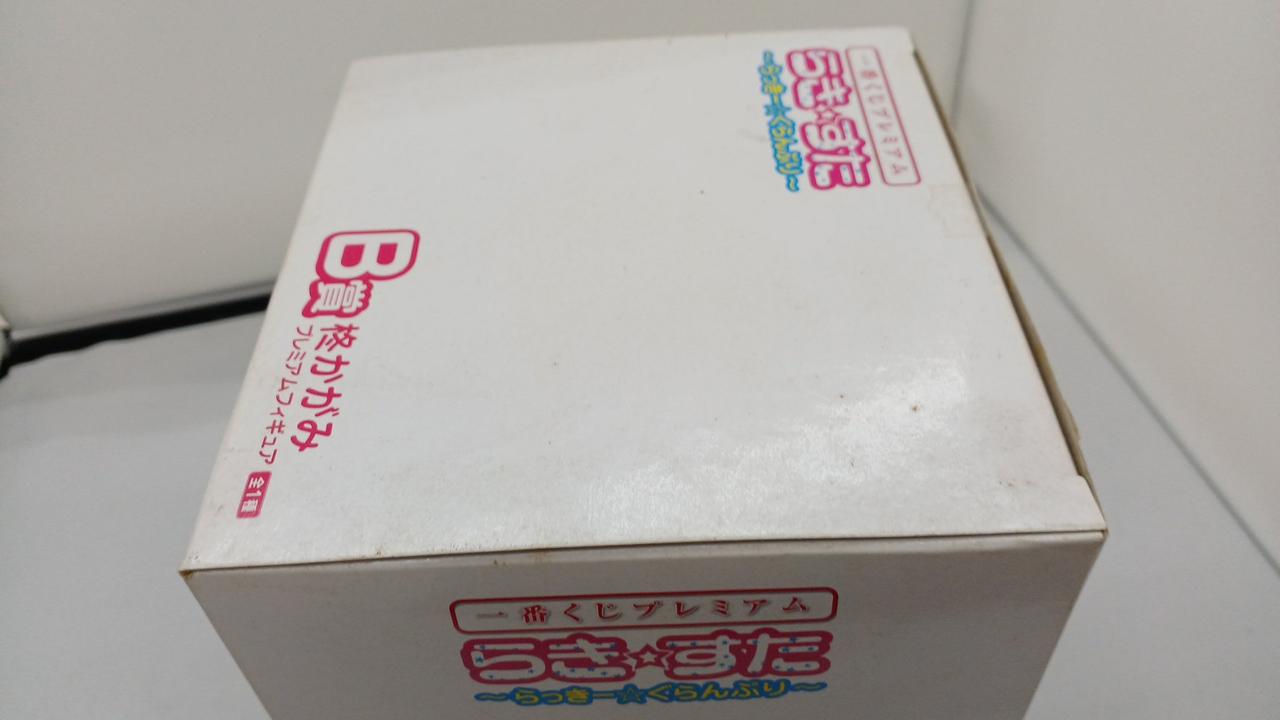 一番くじプレミアム
らき☆すた
~らっきー☆ぐらんぷり~
B賞
柊かがみ
プレミアムフィギュア 全1種
一番くじプレミアム
らき☆すた
~らっきー☆ぐらんぷり~